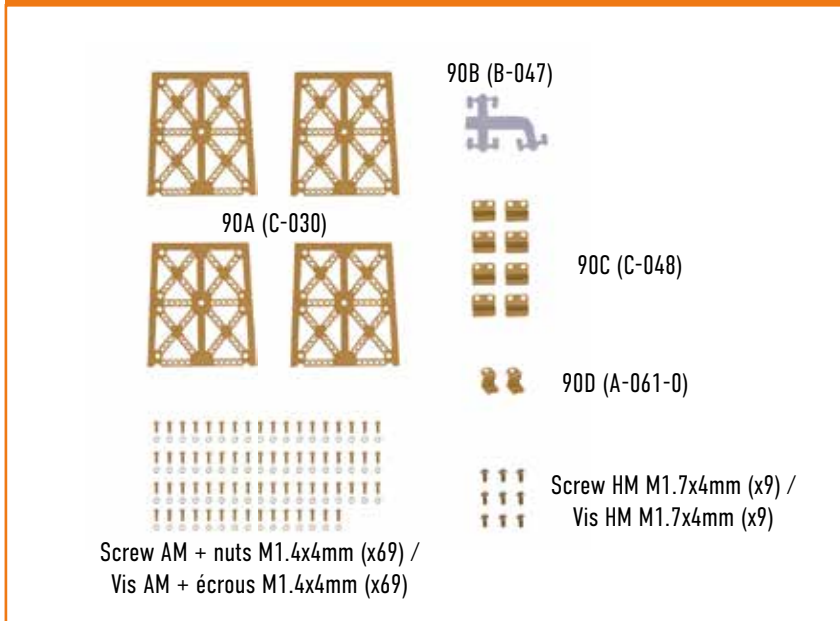 90B (B-047)
90A (C-030)
90C (C-048)
90D (A-061-0)
Screw HM M1.7x4mm (x9) /
Vis HM M1.7x4mm (x9)
Screw AM + nuts M1.4x4mm (x69) /
Vis AM + écrous M1.4x4mm (x69)